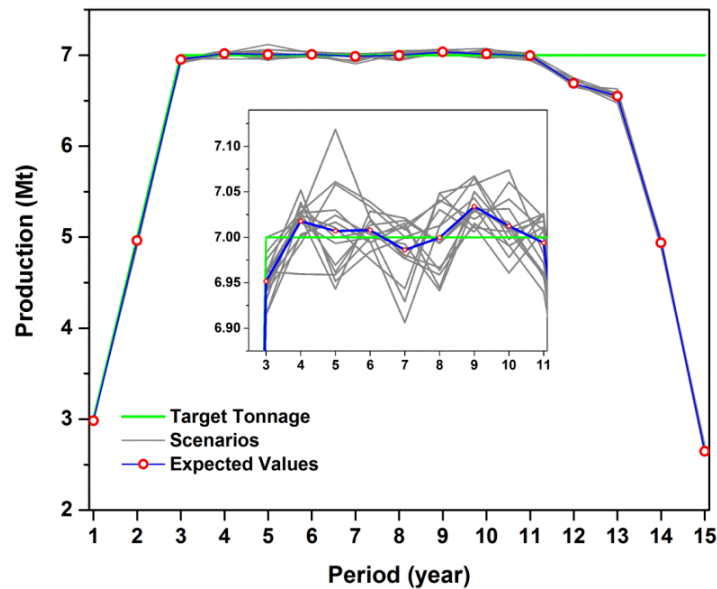 7
6
5
4
3
2
Production (Mt)
7.10
7.05
7.00
6.95
6.90
3 4 5 6 7 8 9 10 11
Target Tonnage
Scenarios
Expected Values
1 2 3 4 5 6 7 8 9 10 11 12 13 14 15
Period (year)